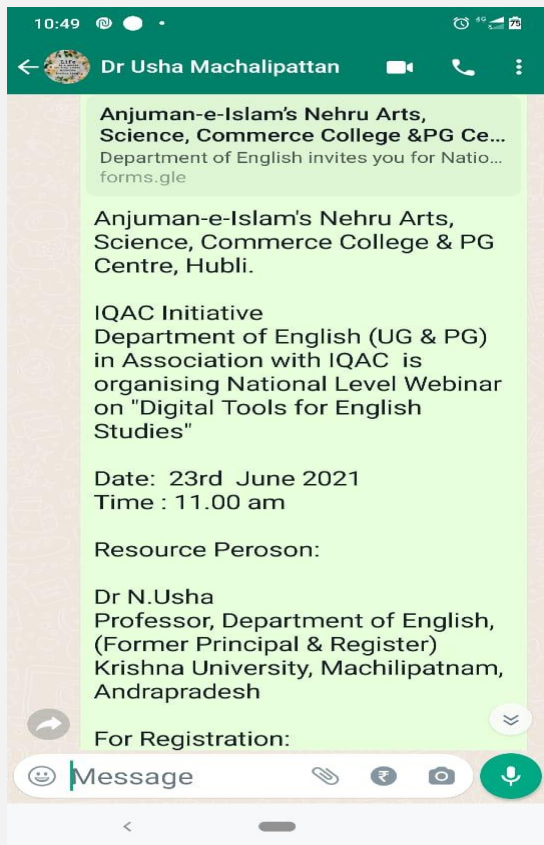 10:49
5G
75
Dr Usha Machalipattan
Anjuman-e-Islam's Nehru Arts,
Science, Commerce College &PG Ce...
Department of English invites you for Natio...
forms.gle
Anjuman-e-Islam's Nehru Arts,
Science, Commerce College & PG
Centre, Hubli.
IQAC Initiative
Department of English (UG & PG)
in Association with IQAC is
organising National Level Webinar
on "Digital Tools for English
Studies"
Date: 23rd June 2021
Time : 11.00 am
Resource Peroson:
Dr N.Usha
Professor, Department of English,
(Former Principal & Register)
Krishna University, Machilipatnam,
Andrapradesh
For Registration:
Message